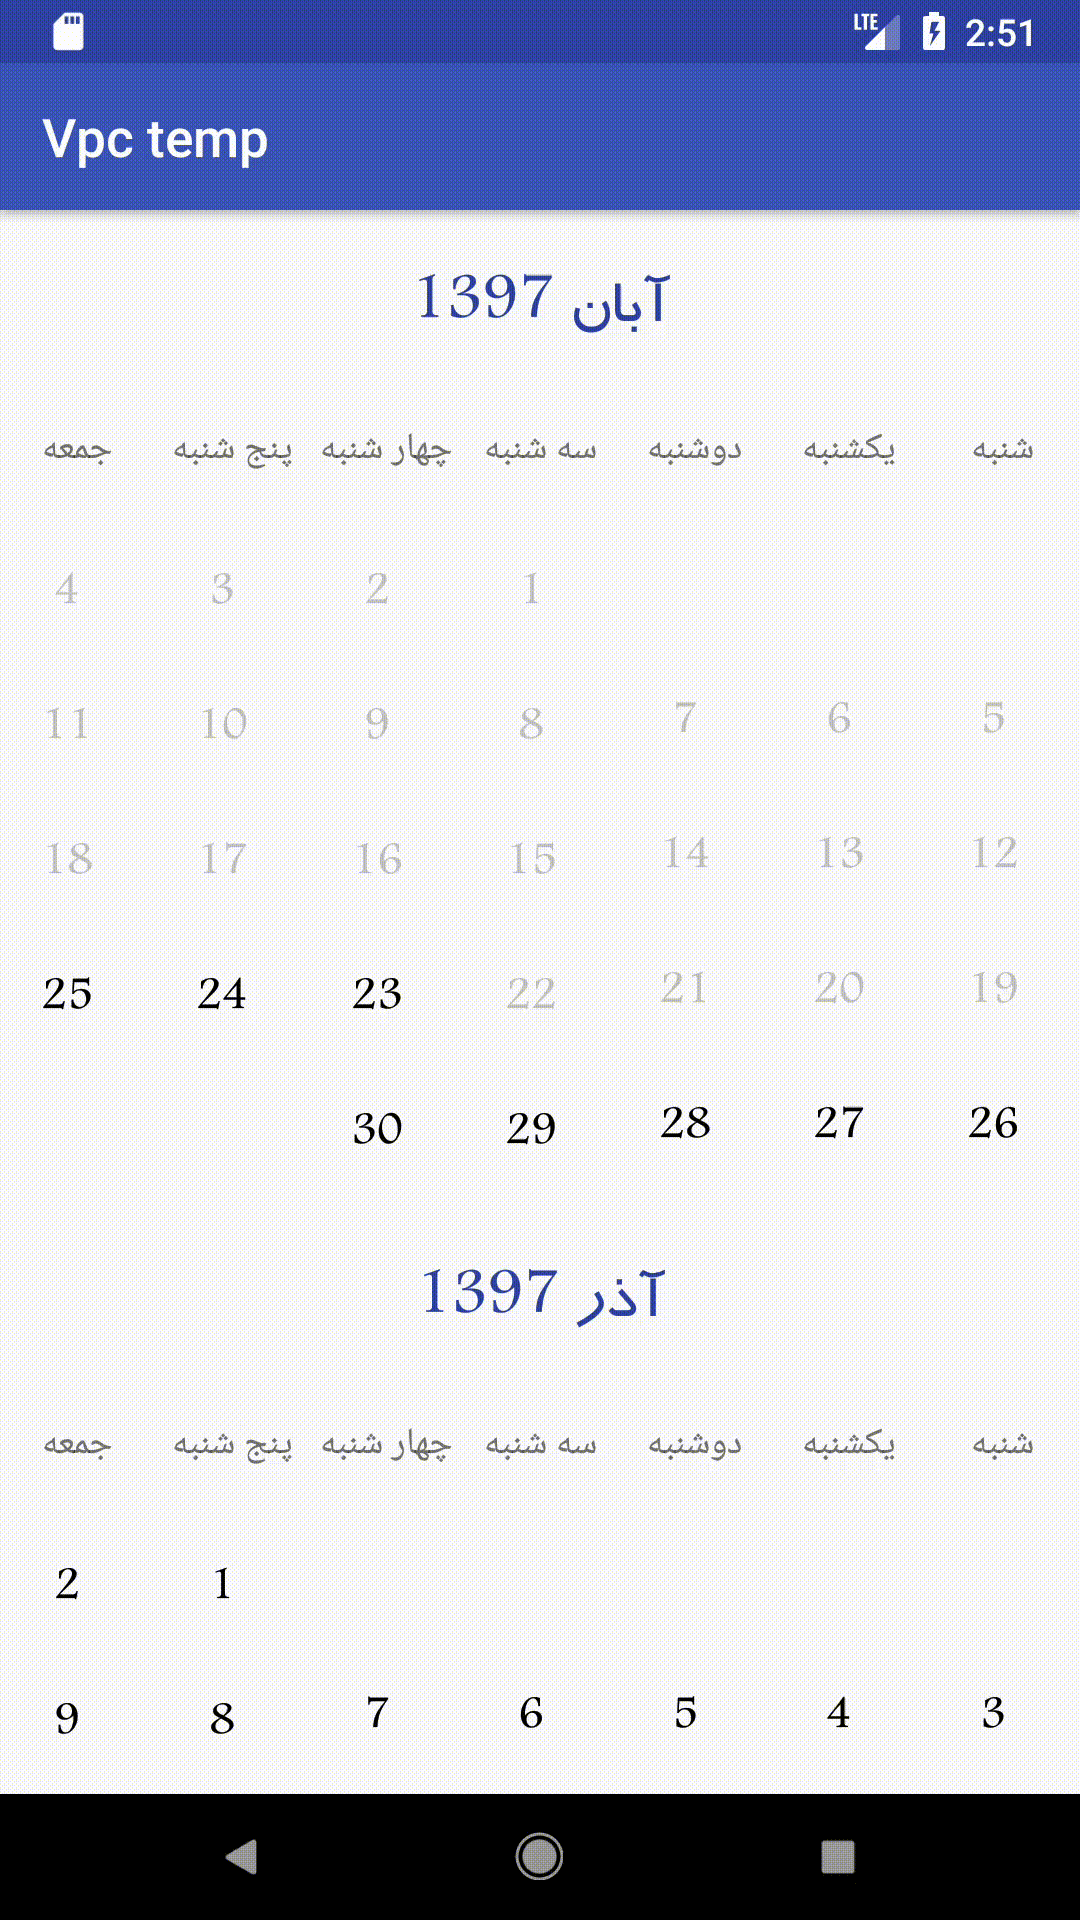 LTE 2:51
Vpc temp
آبان 1397
شنبه یکشنبه دوشنبه سه شنبه چهار شنبه پنج شنبه جمعه
1 2 3 4
5 6 7 8 9 10 11
12 13 14 15 16 17 18
19 20 21 22 23 24 25
26 27 28 29 30
آذر 1397
شنبه یکشنبه دوشنبه سه شنبه چهار شنبه پنج شنبه جمعه
1 2
3 4 5 6 7 8 9